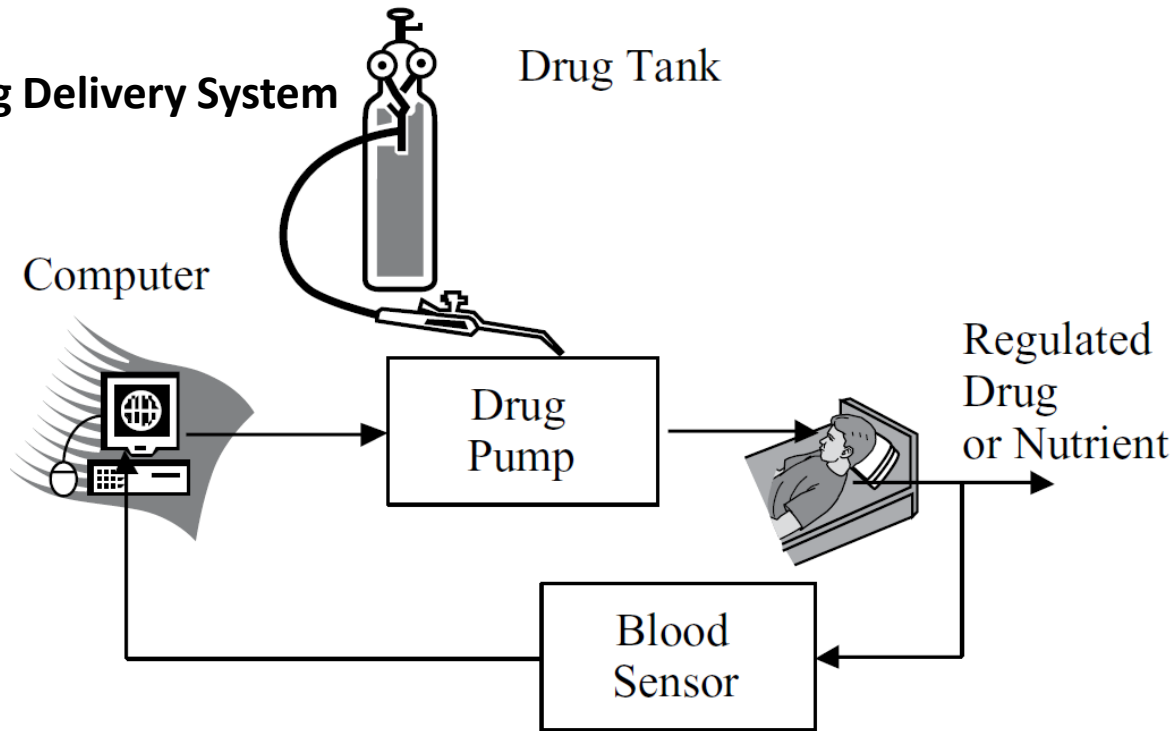 g Delivery System
Drug Tank
Computer
Regulated
Drug
or Nutrient
Drug
Pump
Blood
Sensor